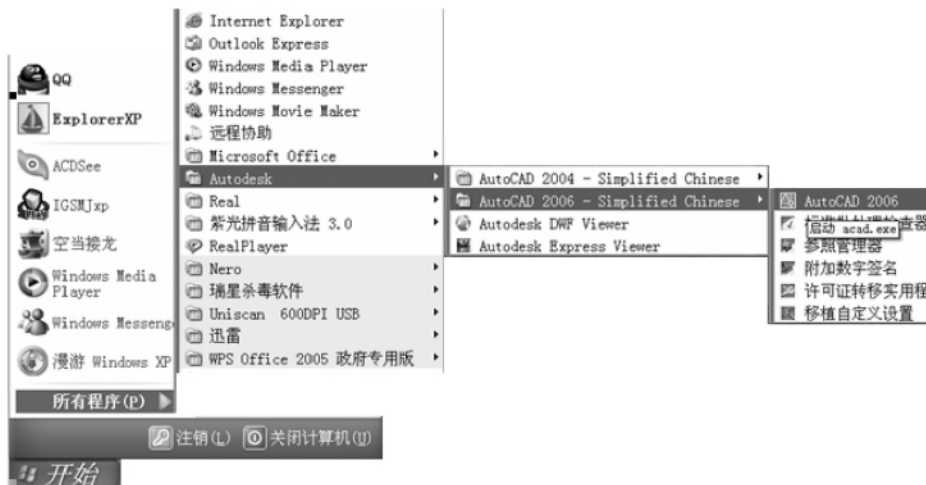 QQ
ExplorerXP
ACDSee
IGSMJxp
空当接龙
Windows Media
Player
Windows Messeng
漫游 Windows XP
所有程序(P)
注销(L)
关闭计算机(U)
开始
Internet Explorer
Outlook Express
Windows Media Player
Windows Messenger
Windows Movie Maker
远程协助
Microsoft Office
Autodesk
Real
紫光拼音输入法 3.0
RealPlayer
Nero
瑞星杀毒软件
Uniscan 600DPI USB
迅雷
WPS Office 2005 政府专用版
AutoCAD 2004 - Simplified Chinese
AutoCAD 2006 - Simplified Chinese
Autodesk DWF Viewer
Autodesk Express Viewer
AutoCAD 2006
启动 acad.exe
参照管理器
附加数字签名
许可证转移实用程
移植自定义设置